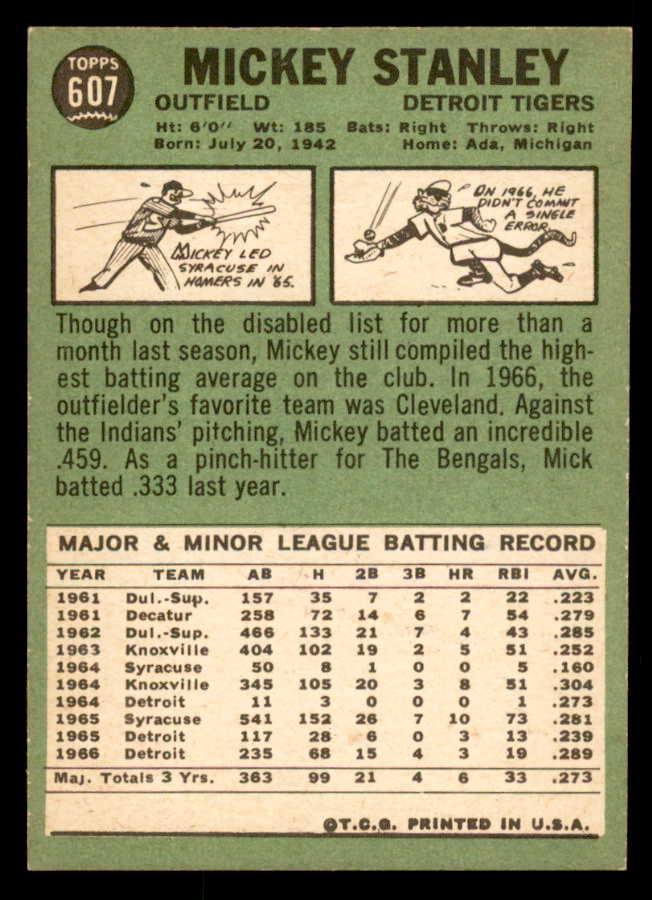 TOPPS
607
MICKEY STANLEY
OUTFIELD DETROIT TIGERS
Ht: 6'0" Wt: 185 Bats: Right Throws: Right
Born: July 20, 1942 Home: Ada, Michigan
MICKEY LED
SYRACUSE IN
HOMERS IN '65.
ON 1966, HE
DIDN'T COMMIT
A SINGLE
ERROR.
Though on the disabled list for more than a
month last season, Mickey still compiled the high-
est batting average on the club. In 1966, the
outfielder's favorite team was Cleveland. Against
the Indians' pitching, Mickey batted an incredible
.459. As a pinch-hitter for The Bengals, Mick
batted .333 last year.
MAJOR & MINOR LEAGUE BATTING RECORD
YEAR TEAM AB H 2B 3B HR RBI AVG.
1961 Dul.-Sup. 157 35 7 2 2 22 .223
1961 Decatur 258 72 14 6 7 54 .279
1962 Dul.-Sup. 466 133 21 7 4 43 .285
1963 Knoxville 404 102 19 2 5 51 .252
1964 Syracuse 50 8 1 0 0 5 .160
1964 Knoxville 345 105 20 3 8 51 .304
1964 Detroit 11 3 0 0 0 1 .273
1965 Syracuse 541 152 26 7 10 73 .281
1965 Detroit 117 28 6 0 3 13 .239
1966 Detroit 235 68 15 4 3 19 .289
Maj. Totals 3 Yrs. 363 99 21 4 6 33 .273
©T.C.G. PRINTED IN U.S.A.